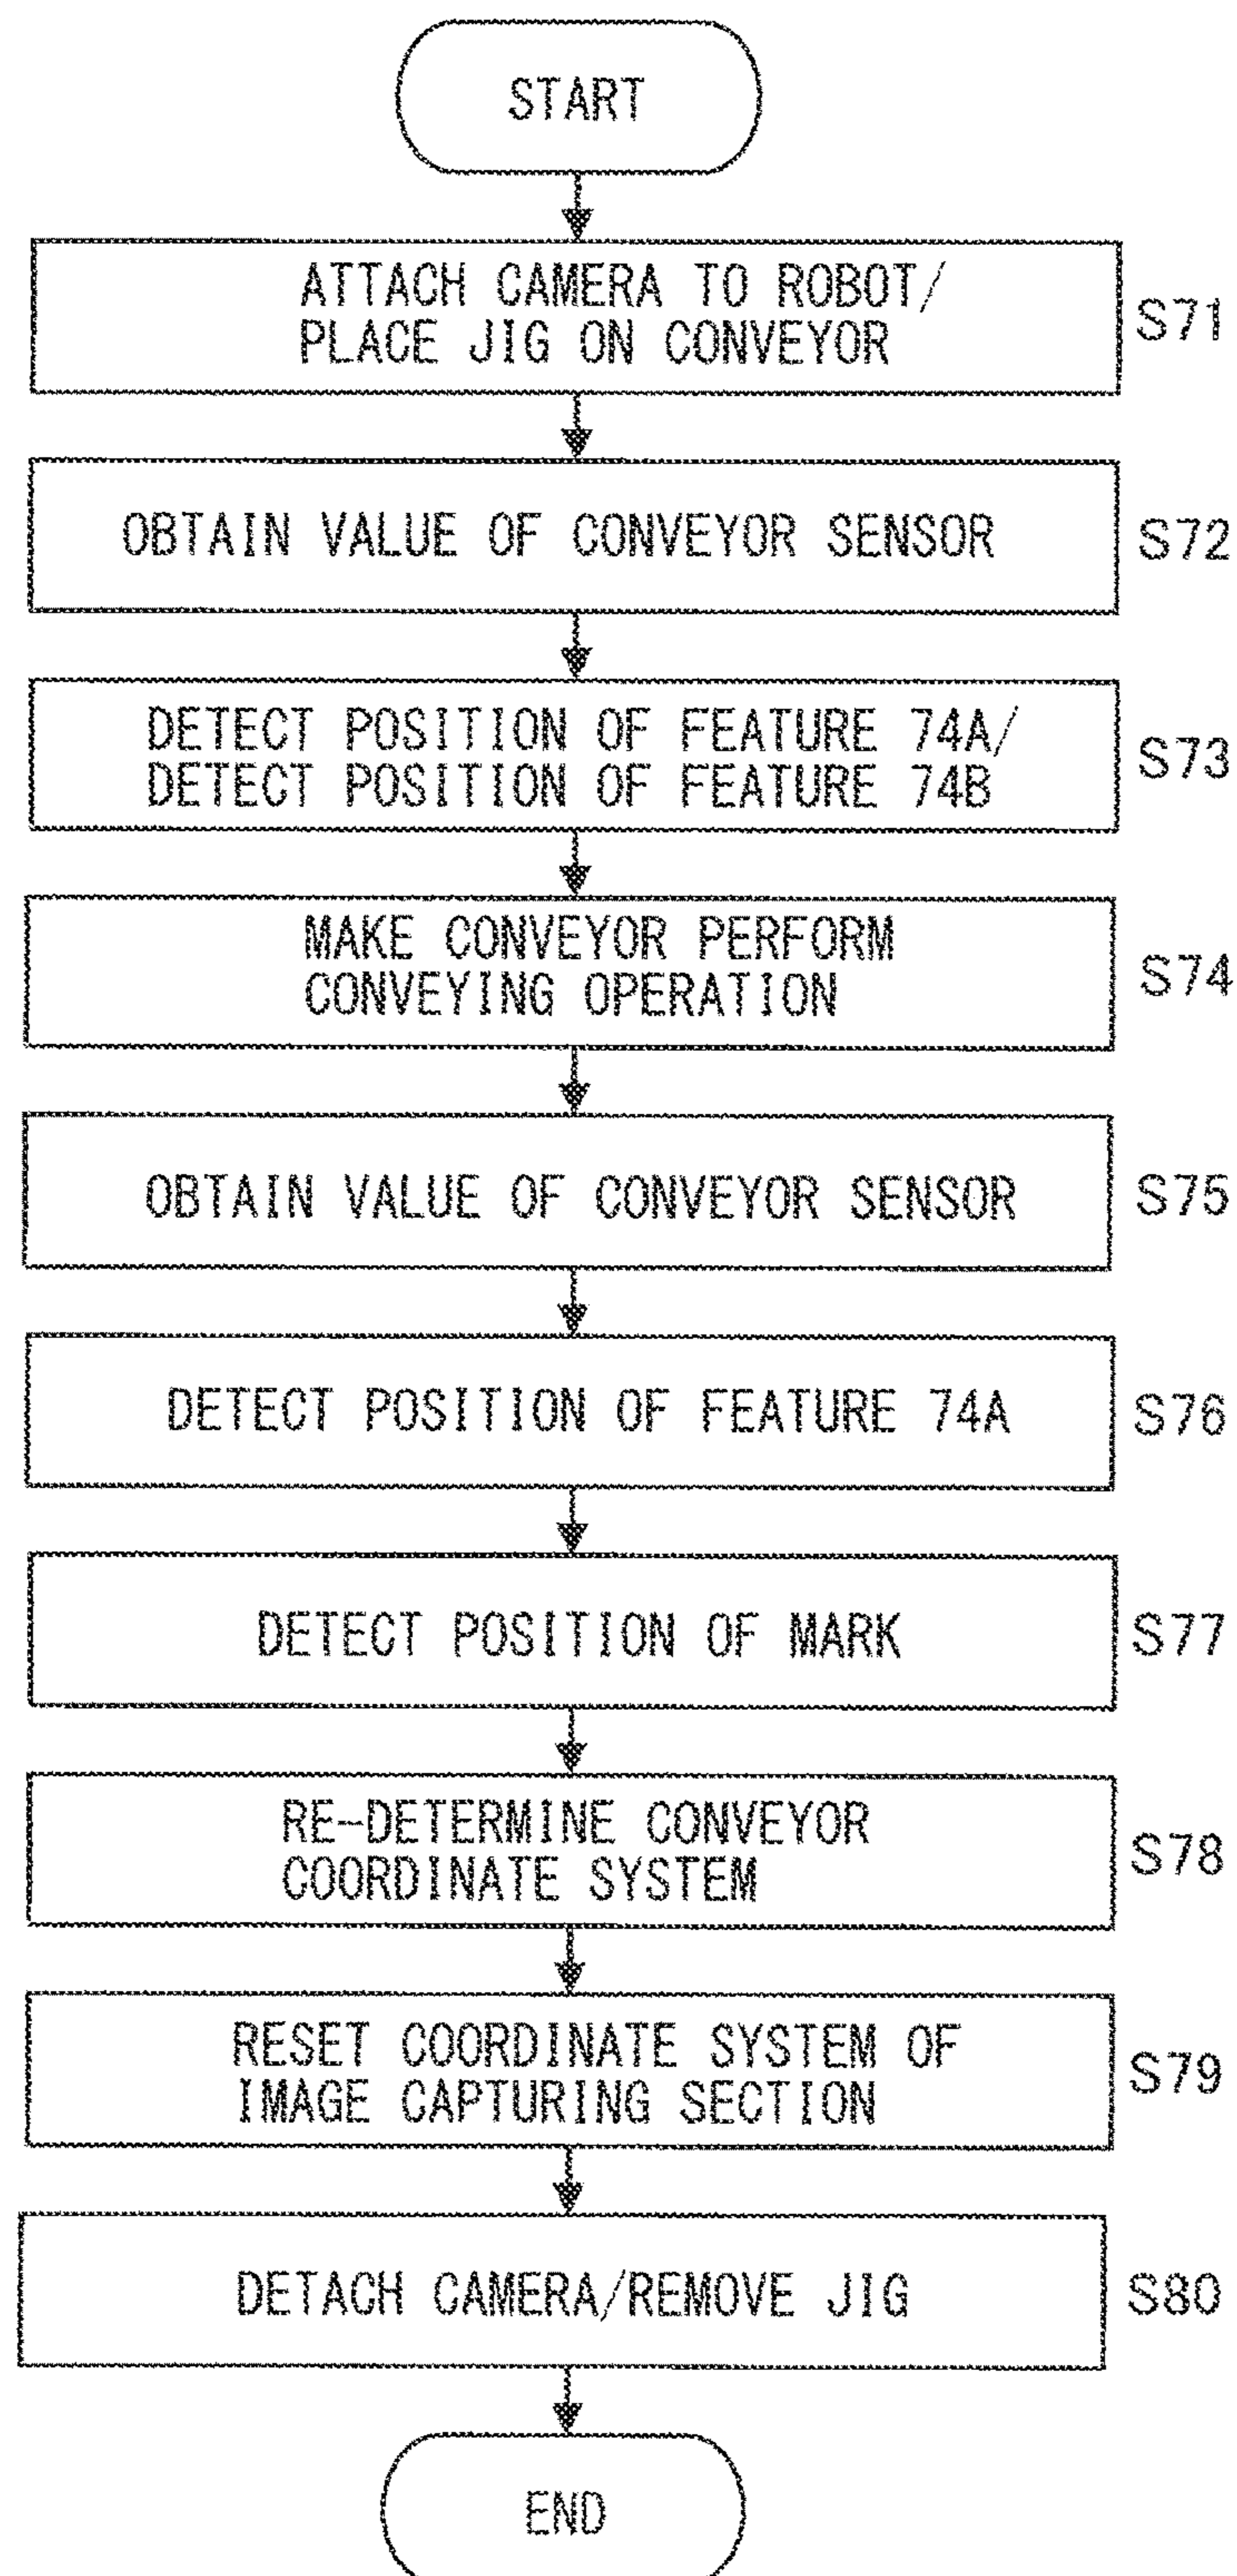 START
ATTACH CAMERA TO ROBOT/
PLACE JIG ON CONVEYOR
S71
OBTAIN VALUE OF CONVEYOR SENSOR
S72
DETECT POSITION OF FEATURE 74A/
DETECT POSITION OF FEATURE 74B
S73
MAKE CONVEYOR PERFORM
CONVEYING OPERATION
S74
OBTAIN VALUE OF CONVEYOR SENSOR
S75
DETECT POSITION OF FEATURE 74A
S76
DETECT POSITION OF MARK
S77
RE-DETERMINE CONVEYOR
COORDINATE SYSTEM
S78
RESET COORDINATE SYSTEM OF
IMAGE CAPTURING SECTION
S79
DETACH CAMERA/REMOVE JIG
S80
END